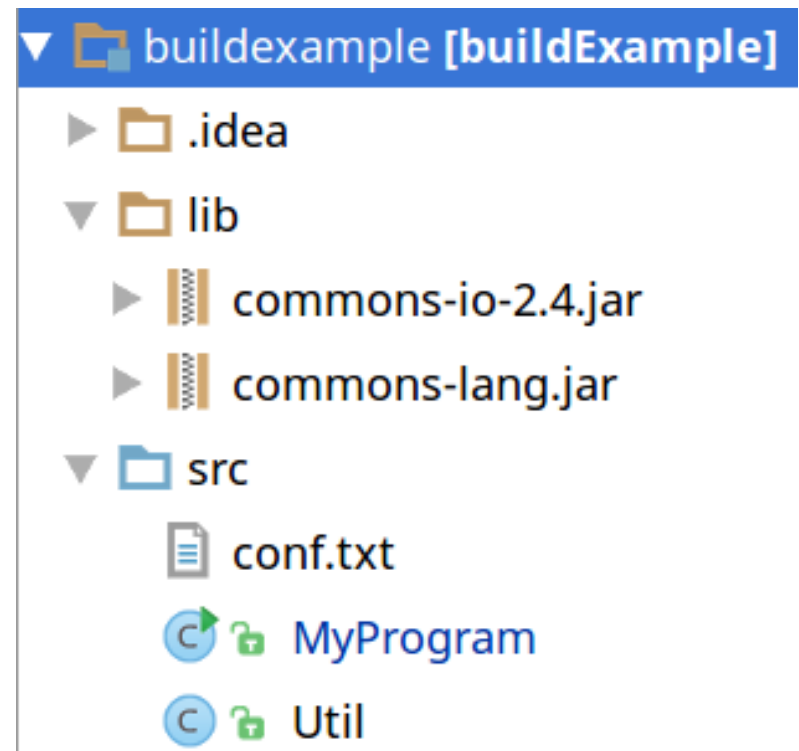 buildexample [buildExample]
.idea
lib
commons-io-2.4.jar
commons-lang.jar
src
conf.txt
MyProgram
Util